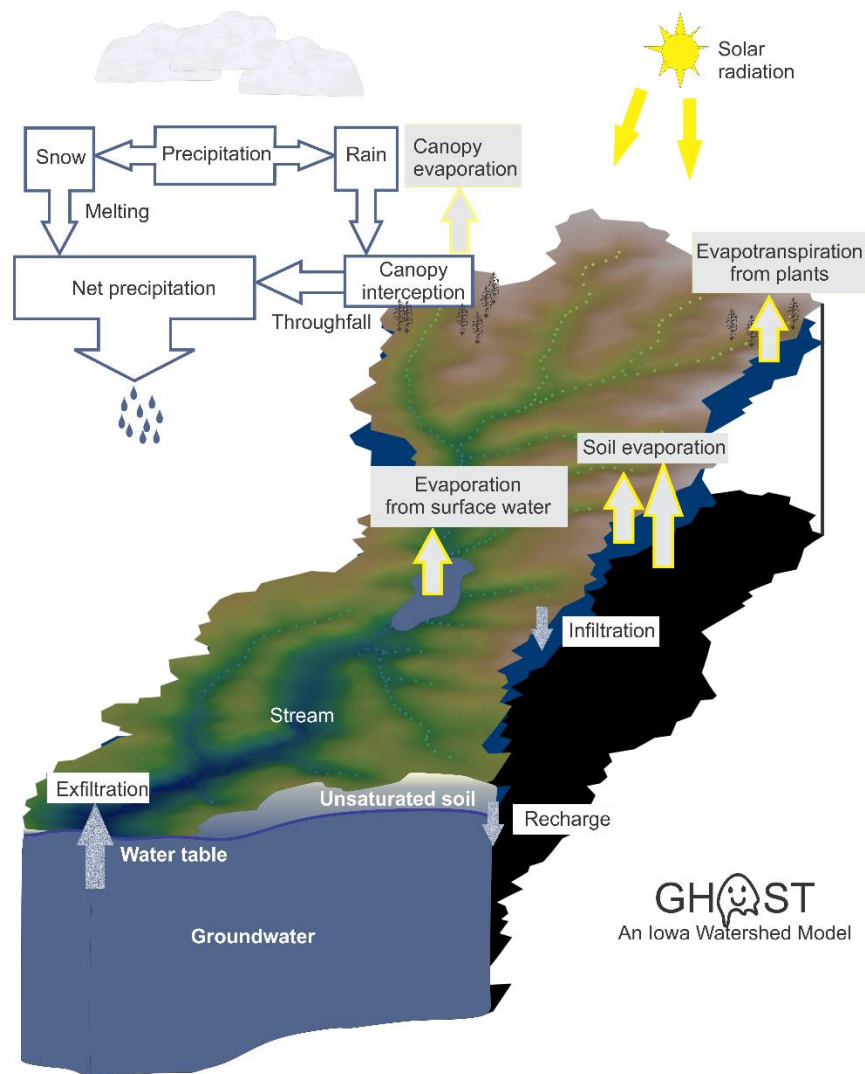 Solar
radiation
Snow
Precipitation
Rain
Canopy
evaporation
Melting
Net precipitation
Canopy
interception
Throughfall
Evapotranspiration
from plants
Soil evaporation
Evaporation
from surface water
Infiltration
Stream
Exfiltration
Unsaturated soil
Recharge
Water table
Groundwater
GHOST
An Iowa Watershed Model